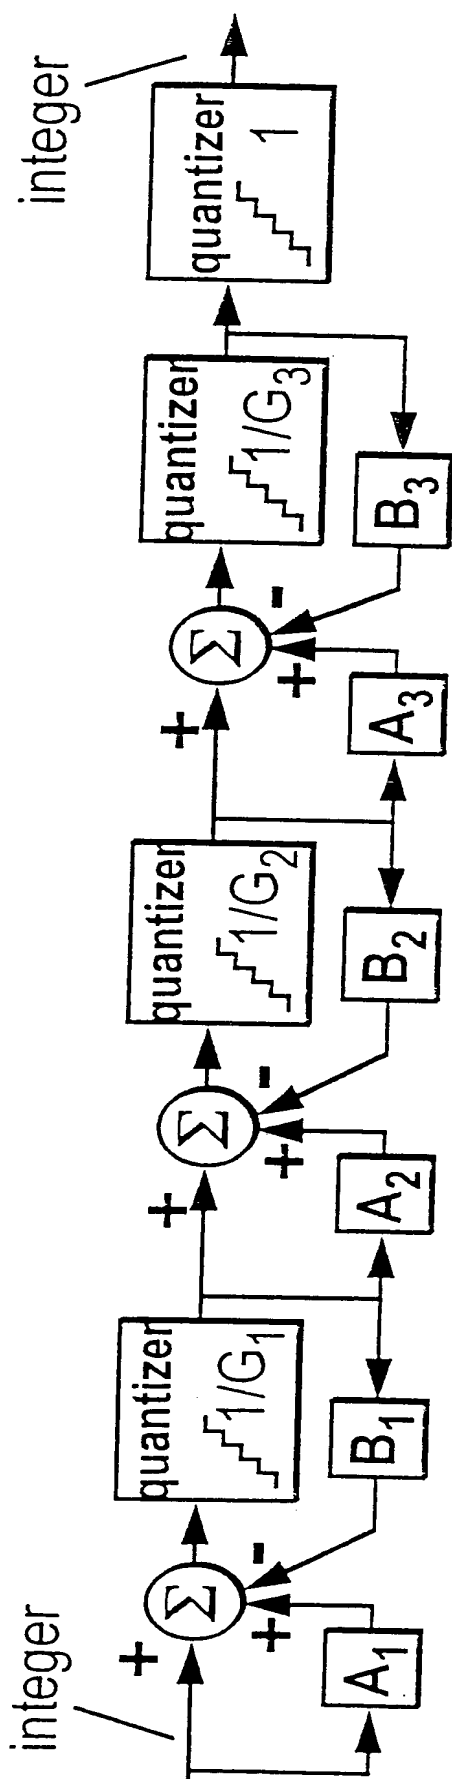 integer
+
A₁
+
Σ
-
B₁
quantizer
1/G₁
+
A₂
+
Σ
-
B₂
quantizer
1/G₂
+
A₃
+
Σ
-
B₃
quantizer
1/G₃
quantizer
1
integer